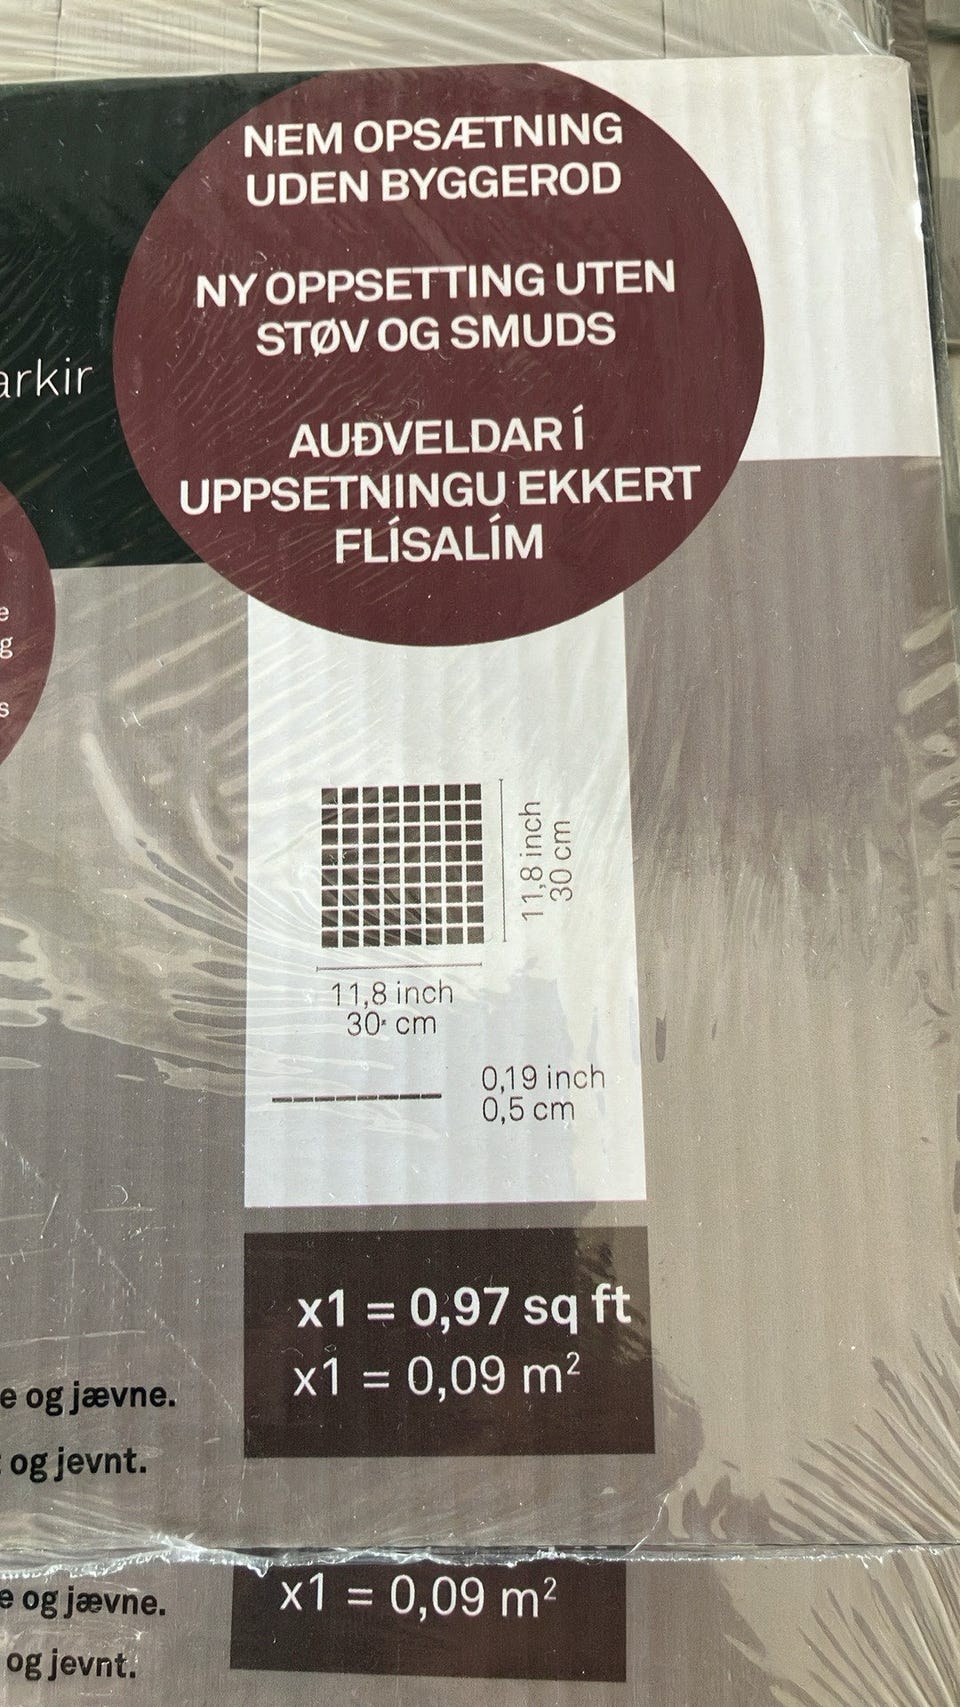 NEM OPSÆTNING
UDEN BYGGEROD
NY OPPSETTING UTEN
STØV OG SMUDS
arkir
AUÐVELDAR Í
UPPSETNINGU EKKERT
FLÍSALÍM
e
g
s
11,8 inch
30 cm
11,8 inch
30 cm
0,19 inch
0,5 cm
x1 = 0,97 sq ft
x1 = 0,09 m²
e og jævne.
og jevnt.
x1 = 0,09 m²
e og jævne.
og jevnt.